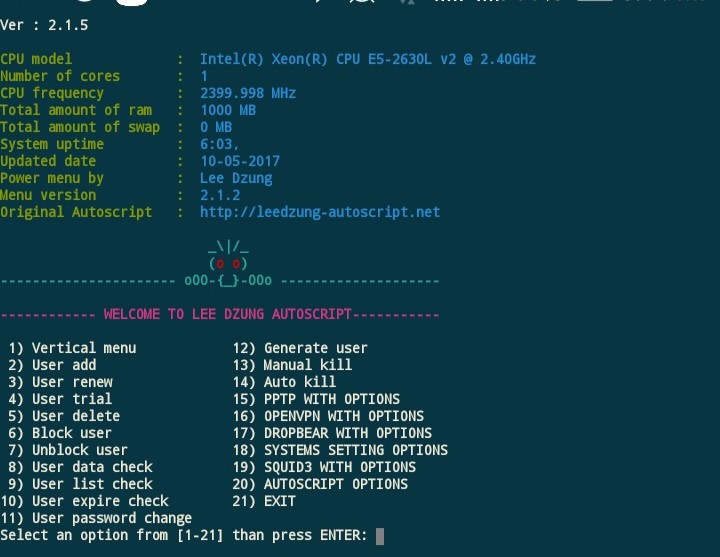 Ver : 2.1.5
CPU model : Intel(R) Xeon(R) CPU E5-2630L v2 @ 2.40GHz
Number of cores : 1
CPU frequency : 2399.998 MHz
Total amount of ram : 1000 MB
Total amount of swap : 0 MB
System uptime : 6:03,
Updated date : 10-05-2017
Power menu by : Lee Dzung
Menu version : 2.1.2
Original Autoscript : http://leedzung-autoscript.net
_\|/_
(o o)
---------------------- oOO-{_}-OOo --------------------
------------ WELCOME TO LEE DZUNG AUTOSCRIPT-----------
1) Vertical menu 12) Generate user
2) User add 13) Manual kill
3) User renew 14) Auto kill
4) User trial 15) PPTP WITH OPTIONS
5) User delete 16) OPENVPN WITH OPTIONS
6) Block user 17) DROPBEAR WITH OPTIONS
7) Unblock user 18) SYSTEMS SETTING OPTIONS
8) User data check 19) SQUID3 WITH OPTIONS
9) User list check 20) AUTOSCRIPT OPTIONS
10) User expire check 21) EXIT
11) User password change
Select an option from [1-21] than press ENTER: